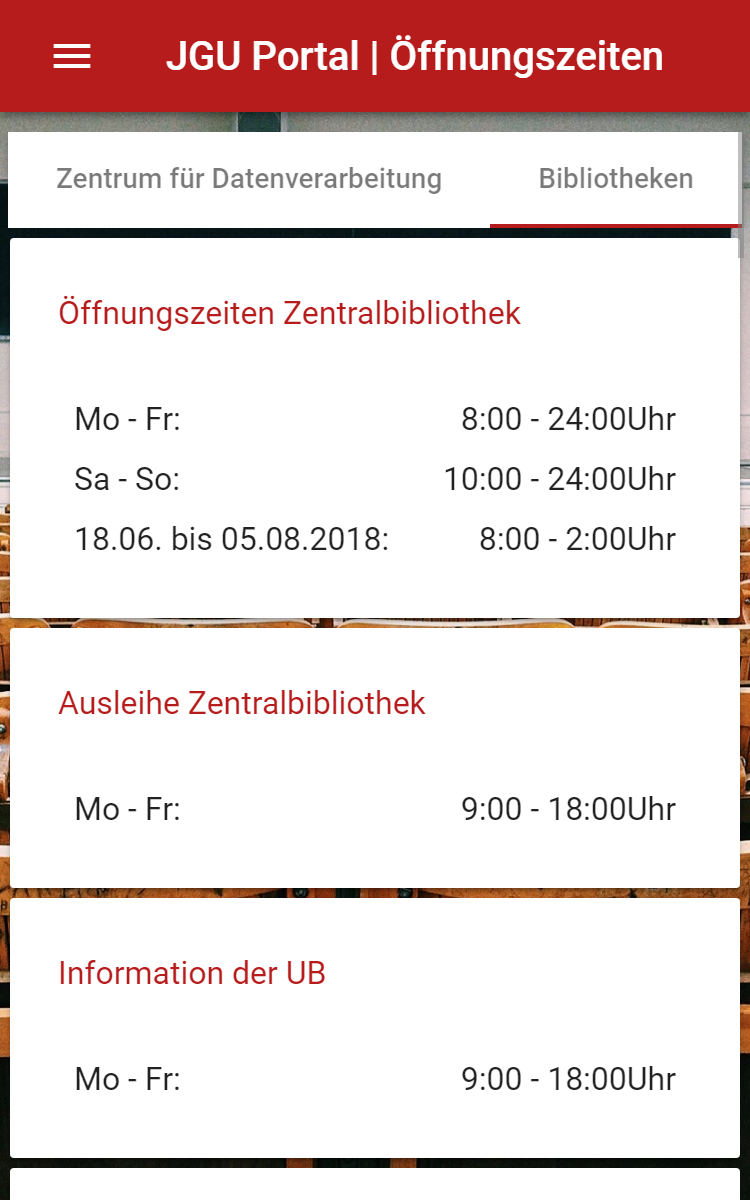 JGU Portal | Öffnungszeiten
Zentrum für Datenverarbeitung Bibliotheken
Öffnungszeiten Zentralbibliothek
Mo - Fr: 8:00 - 24:00Uhr
Sa - So: 10:00 - 24:00Uhr
18.06. bis 05.08.2018: 8:00 - 2:00Uhr
Ausleihe Zentralbibliothek
Mo - Fr: 9:00 - 18:00Uhr
Information der UB
Mo - Fr: 9:00 - 18:00Uhr